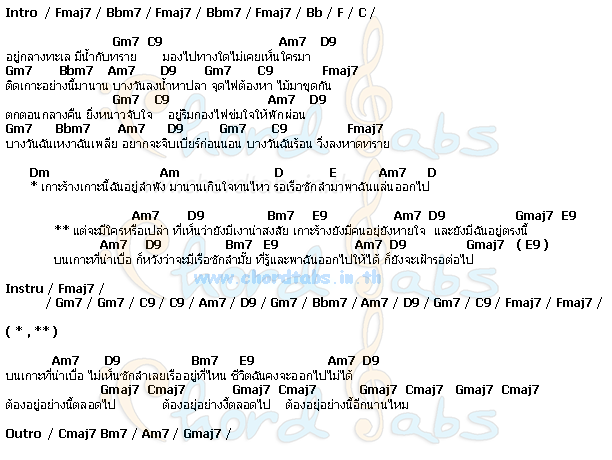 Intro / Fmaj7 / Bbm7 / Fmaj7 / Bbm7 / Fmaj7 / Bb / F / C /
Gm7 C9 Am7 D9
อยู่กลางทะเล มีน้ำกับทราย มองไปทางใดไม่เคยเห็นใครมา
Gm7 Bbm7 Am7 D9 Gm7 C9 Fmaj7
ติดเกาะอย่างนี้มานาน บางวันลงน้ำหาปลา จุดไฟต้องหา ไม้มาขูดกัน
Gm7 C9 Am7 D9
ตกตอนกลางคืน ยิ่งหนาวจับใจ อยู่ริมกองไฟข่มใจให้พักผ่อน
Gm7 Bbm7 Am7 D9 Gm7 C9 Fmaj7
บางวันฉันเหงาฉันเพลีย อยากจะจิบเบียร์ก่อนนอน บางวันฉันร้อน วิ่งลงหาดทราย
Dm Am D E Am7 D
* เกาะร้างเกาะนี้ฉันอยู่ลำพัง มานานเกินใจทนไหว รอเรือซักลำมาพาฉันแล่นออกไป
Am7 D9 Bm7 E9 Am7 D9 Gmaj7 E9
** แต่จะมีใครหรือเปล่า ที่เห็นว่ายังมีเงาน่าสงสัย เกาะร้างยังมีคนอยู่ยังหายใจ และยังมีฉันอยู่ตรงนี้
Am7 D9 Bm7 E9 Am7 D9 Gmaj7 ( E9 )
บนเกาะที่น่าเบื่อ ก็หวังว่าจะมีเรือซักลำมั้ย ที่รู้และพาฉันออกไปให้ได้ ก็ยังจะเฝ้ารอต่อไป
www.chordtabs.in.th
Instru / Fmaj7 /
/ Gm7 / Gm7 / C9 / C9 / Am7 / D9 / Gm7 / Bbm7 / Am7 / D9 / Gm7 / C9 / Fmaj7 / Fmaj7 /
( * , ** )
Am7 D9 Bm7 E9 Am7 D9
บนเกาะที่น่าเบื่อ ไม่เห็นซักลำเลยเรืออยู่ที่ไหน ชีวิตฉันคงจะออกไปไม่ได้
Gmaj7 Cmaj7 Gmaj7 Cmaj7 Gmaj7 Cmaj7 Gmaj7 Cmaj7
ต้องอยู่อย่างนี้ตลอดไป ต้องอยู่อย่างงี้ตลอดไป ต้องอยู่อย่างนี้อีกนานไหม
Outro / Cmaj7 Bm7 / Am7 / Gmaj7 /
Chord Tabs